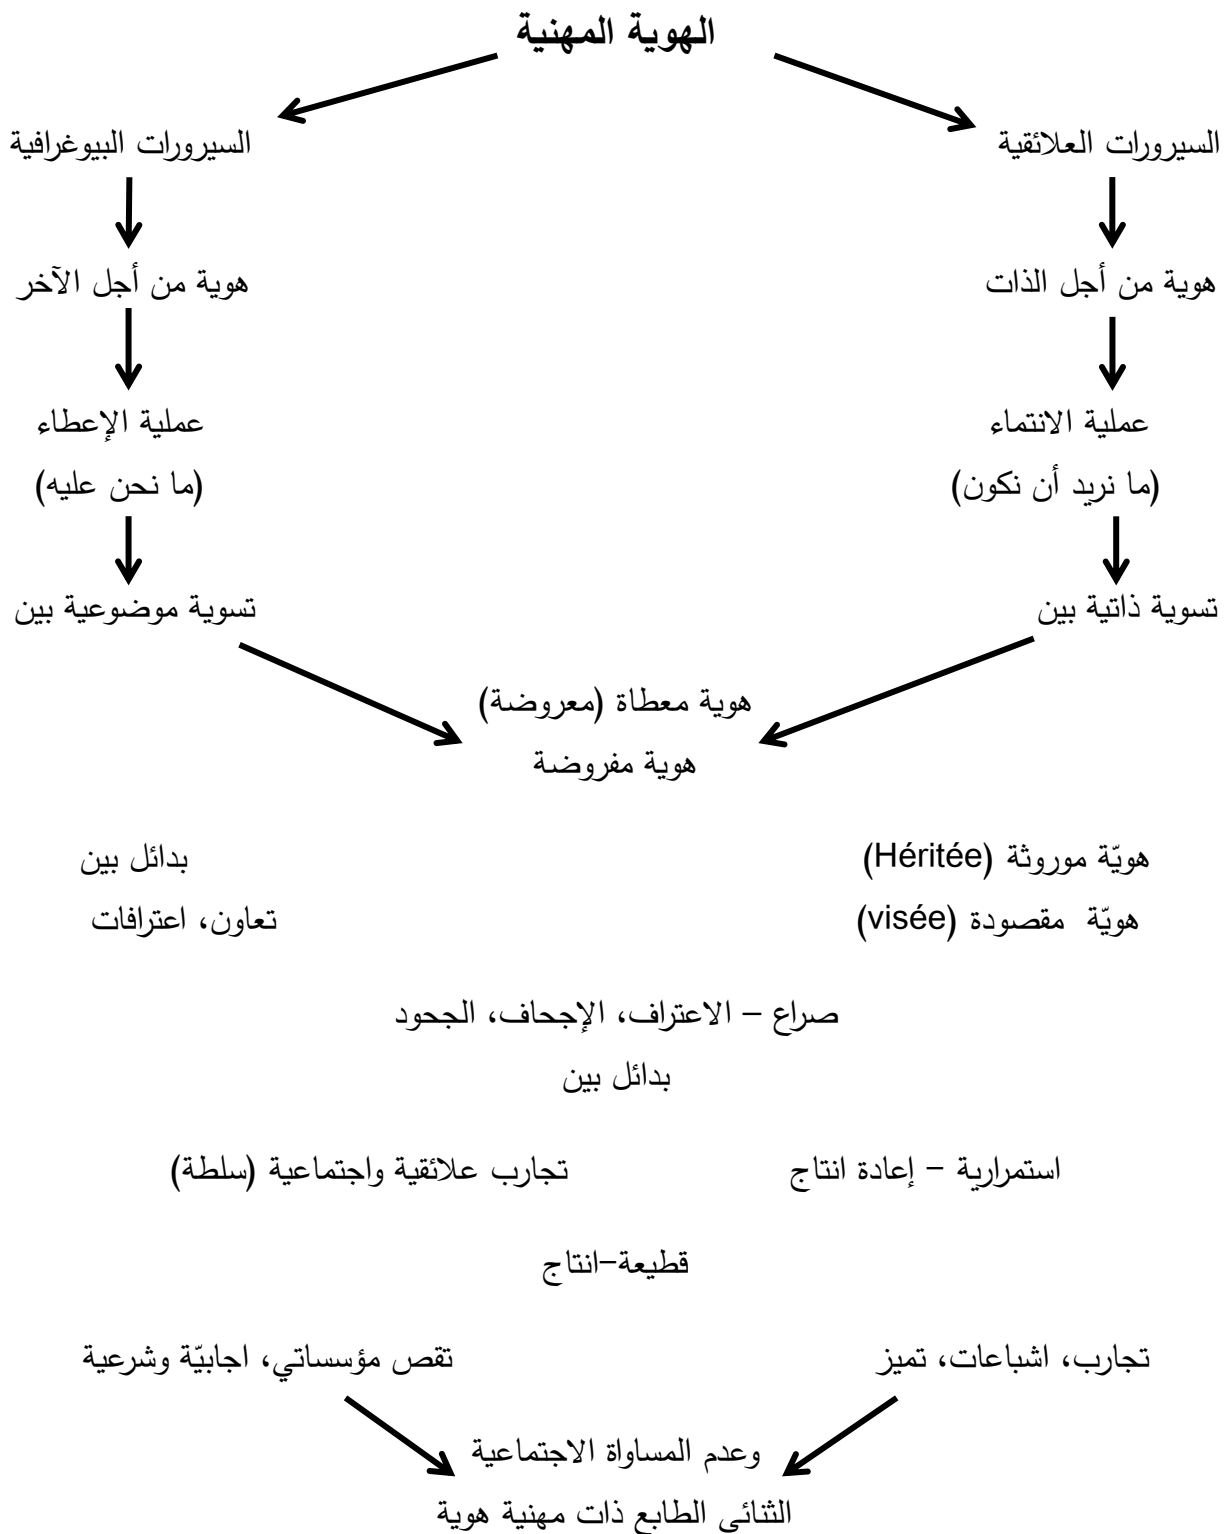 الهوية المهنية
السيرورات العلائقية
السيرورات البيوغرافية
هوية من أجل الذات
هوية من أجل الآخر
عملية الانتماء
عملية الإعطاء
(ما نريد أن نكون)
(ما نحن عليه)
تسوية ذاتية بين
تسوية موضوعية بين
هوية معطاة (معروضة)
هوية مفروضة
هويّة موروثة (Héritée)
بدائل بين
هويّة مقصودة (visée)
تعاون، اعترافات
صراع – الاعتراف، الإجحاف، الجحود
بدائل بين
استمرارية – إعادة انتاج
تجارب علائقية واجتماعية (سلطة)
قطيعة-انتاج
تجارب، اشباعات، تميز
تقص مؤسساتي، اجابيّة وشرعية
وعدم المساواة الاجتماعية
الثنائي الطابع ذات مهنية هوية